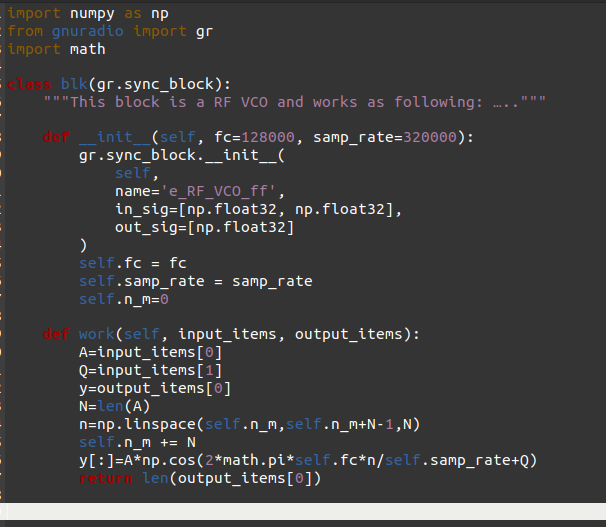 import numpy as np
from gnuradio import gr
import math
class blk(gr.sync_block):
    """This block is a RF VCO and works as following: ….."""
    def __init__(self, fc=128000, samp_rate=320000):
        gr.sync_block.__init__(
            self,
            name='e_RF_VCO_ff',
            in_sig=[np.float32, np.float32],
            out_sig=[np.float32]
        )
        self.fc = fc
        self.samp_rate = samp_rate
        self.n_m=0
    def work(self, input_items, output_items):
        A=input_items[0]
        Q=input_items[1]
        y=output_items[0]
        N=len(A)
        n=np.linspace(self.n_m,self.n_m+N-1,N)
        self.n_m += N
        y[:]=A*np.cos(2*math.pi*self.fc*n/self.samp_rate+Q)
        return len(output_items[0])